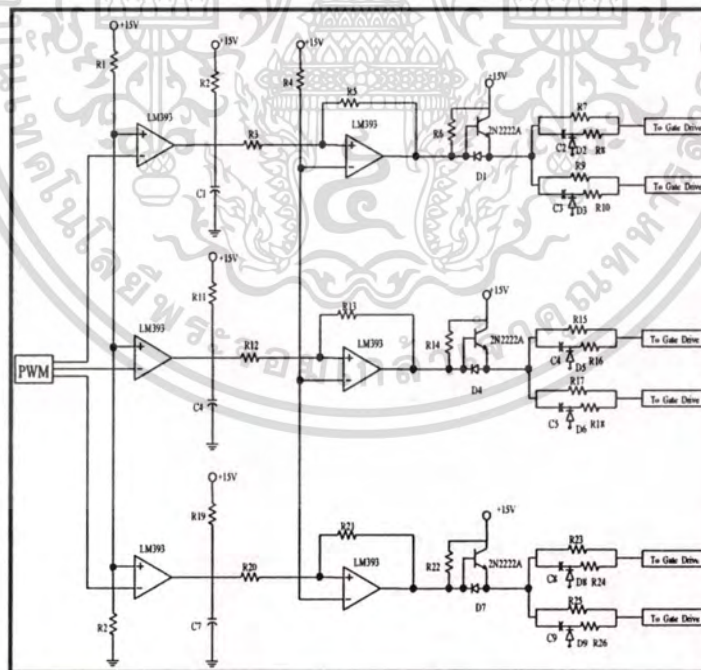 +15V
+15V
+15V
R1
R2
R4
R5
+15V
LM393
LM393
R3
R6
2N2222A
R7
C2
D2
R8
To Gate Drive
R9
C3
D3
R10
To Gate Drive
D1
C1
+15V
R11
+15V
R13
LM393
R12
LM393
R14
2N2222A
R15
C4
D5
R16
To Gate Drive
R17
C5
D6
R18
To Gate Drive
D4
PWM
C4
+15V
R19
+15V
R21
LM393
R20
LM393
R22
2N2222A
R23
C8
D8
R24
To Gate Drive
R25
C9
D9
R26
To Gate Drive
D7
R2
C7